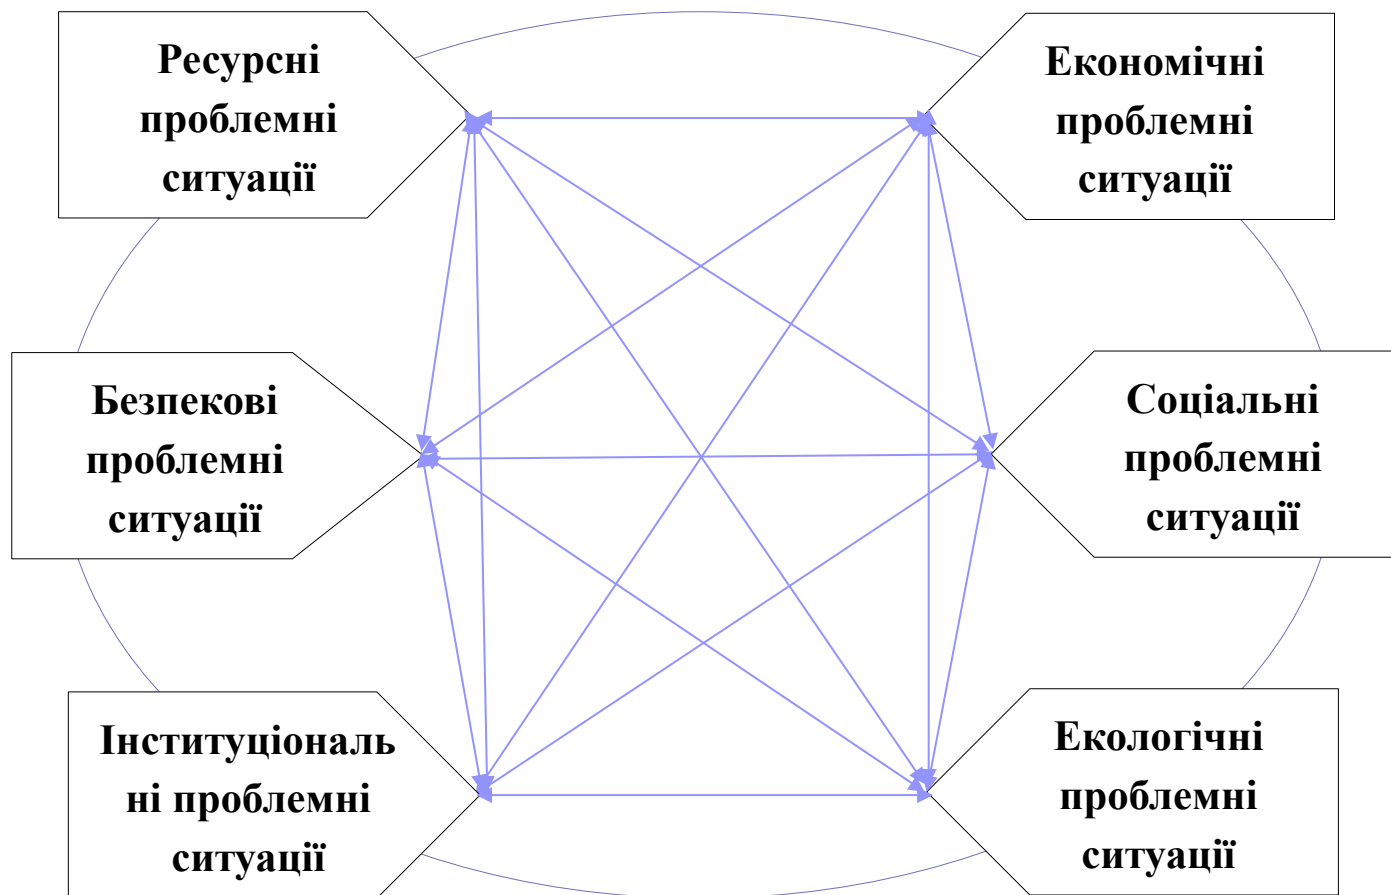 Ресурсні
проблемні
ситуації
Економічні
проблемні
ситуації
Безпекові
проблемні
ситуації
Соціальні
проблемні
ситуації
Інституціональ
ні проблемні
ситуації
Екологічні
проблемні
ситуації